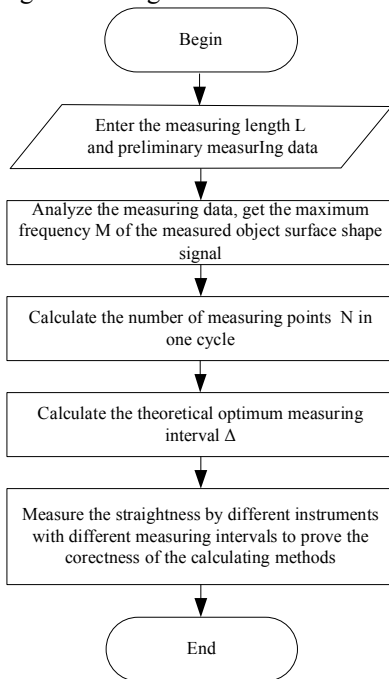 Begin
Enter the measuring length L
and preliminary measurIng data
Analyze the measuring data, get the maximum
frequency M of the measured object surface shape
signal
Calculate the number of measuring points N in
one cycle
Calculate the theoretical optimum measuring
interval Δ
Measure the straightness by different instruments
with different measuring intervals to prove the
corectness of the calculating methods
End